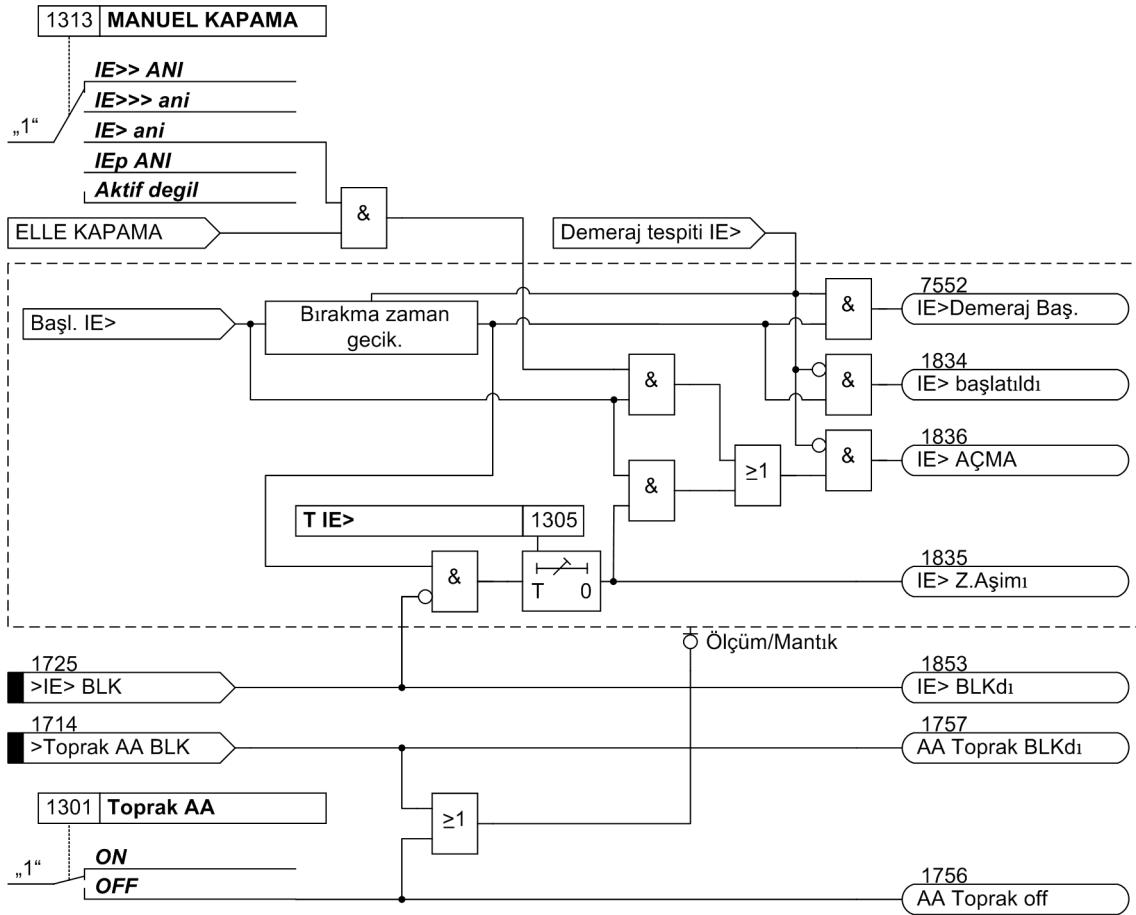 1313 MANUEL KAPAMA
IE>> ANI
IE>>> ani
„1“
IE> ani
IEp ANI
Aktif degil
&
ELLE KAPAMA
Demeraj tespiti IE>
Başl. IE>
Bırakma zaman
gecik.
&
7552
IE>Demeraj Baş.
&
&
1834
IE> başlatıldı
&
≥1
&
1836
IE> AÇMA
T IE> 1305
&
T 0
1835
IE> Z.Aşimı
Ölçüm/Mantık
1725
>IE> BLK
1853
IE> BLKdı
1714
>Toprak AA BLK
1757
AA Toprak BLKdı
1301 Toprak AA
≥1
„1“
ON
OFF
1756
AA Toprak off